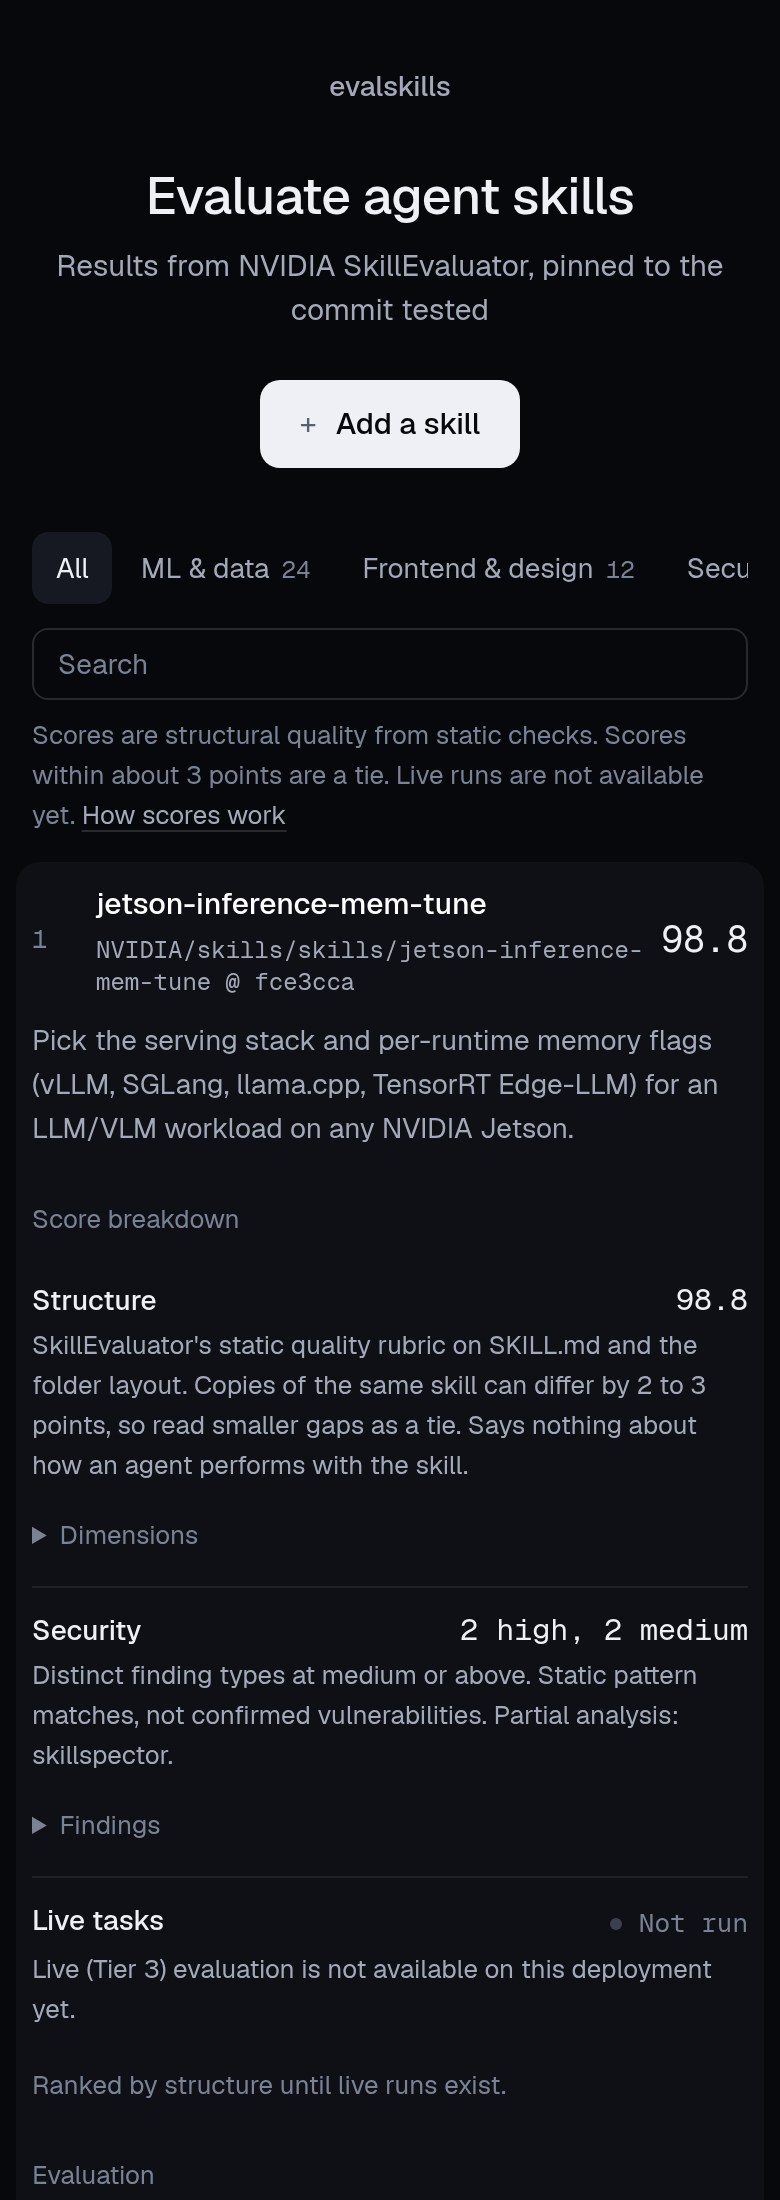 evalskills
Evaluate agent skills
Results from NVIDIA SkillEvaluator, pinned to the
commit tested
+ Add a skill
All ML & data 24 Frontend & design 12 Secu
Search
Scores are structural quality from static checks. Scores
within about 3 points are a tie. Live runs are not available
yet. How scores work
jetson-inference-mem-tune
1 NVIDIA/skills/skills/jetson-inference- 98.8
mem-tune @ fce3cca
Pick the serving stack and per-runtime memory flags
(vLLM, SGLang, llama.cpp, TensorRT Edge-LLM) for an
LLM/VLM workload on any NVIDIA Jetson.
Score breakdown
Structure 98.8
SkillEvaluator's static quality rubric on SKILL.md and the
folder layout. Copies of the same skill can differ by 2 to 3
points, so read smaller gaps as a tie. Says nothing about
how an agent performs with the skill.
▶ Dimensions
Security 2 high, 2 medium
Distinct finding types at medium or above. Static pattern
matches, not confirmed vulnerabilities. Partial analysis:
skillspector.
▶ Findings
Live tasks Not run
Live (Tier 3) evaluation is not available on this deployment
yet.
Ranked by structure until live runs exist.
Evaluation